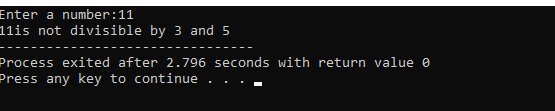 Enter a number:11
11is not divisible by 3 and 5
--------------------------------
Process exited after 2.796 seconds with return value 0
Press any key to continue . . .